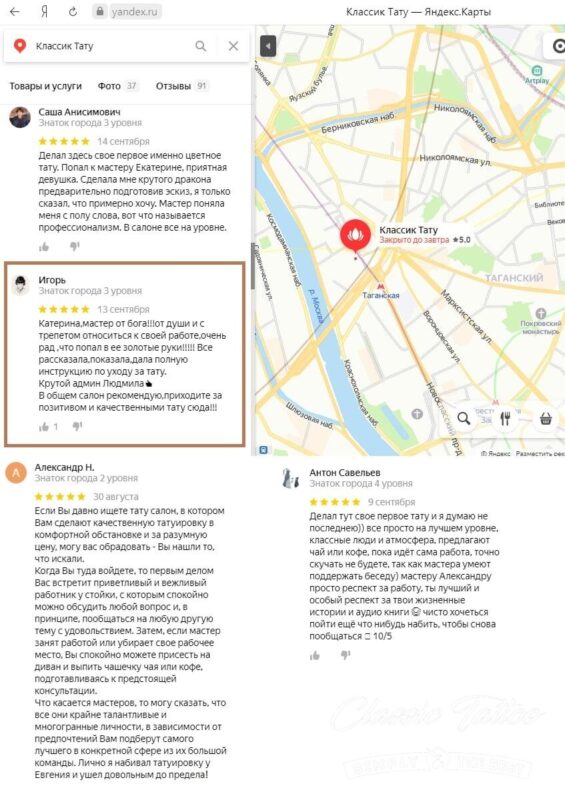 Я
yandex.ru
Классик Тату — Яндекс.Карты
Классик Тату
Товары и услуги
Фото 37
Отзывы 91
Саша Анисимович
Знаток города 3 уровня
14 сентября
Делал здесь свое первое именно цветное
тату. Попал к мастеру Екатерине, приятная
девушка. Сделала мне крутого дракона
предварительно подготовив эскиз, я только
сказал, что примерно хочу. Мастер поняла
меня с полу слова, вот что называется
профессионализм. В салоне все на уровне.
Игорь
Знаток города 3 уровня
13 сентября
Катерина,мастер от бога!!!от души и с
трепетом относиться к своей работе,очень
рад ,что попал в ее золотые руки!!!!! Все
рассказала,показала,дала полную
инструкцию по уходу за тату.
Крутой админ Людмила
В общем салон рекомендую,приходите за
позитивом и качественными тату сюда!!!
1
А
Александр Н.
Знаток города 2 уровня
30 августа
Если Вы давно ищете тату салон, в котором
Вам сделают качественную татуировку в
комфортной обстановке и за разумную
цену, могу вас обрадовать - Вы нашли то,
что искали.
Когда Вы туда войдете, то первым делом
Вас встретит приветливый и вежливый
работник у стойки, с которым спокойно
можно обсудить любой вопрос и, в
принципе, пообщаться на любую другую
тему с удовольствием. Затем, если мастер
занят работой или убирает свое рабочее
место, Вы спокойно можете присесть на
диван и выпить чашечку чая или кофе,
подготавливаясь к предстоящей
консультации.
Что касается мастеров, то могу сказать, что
все они крайне талантливые и
многогранные личности, в зависимости от
предпочтений Вам подберут самого
лучшего в конкретной сфере из их большой
команды. Лично я набивал татуировку у
Евгения и ушел довольным до предела!
Artplay
Яузский бульв.
Берниковская наб.
Николоямская наб.
Николоямская ул.
Космодамианская наб.
р. Москва
Классик Тату
Закрыто до завтра ★5.0
Таганская
ТАГАНСКИЙ
Марксистская ул.
Воронцовская ул.
Покровский
монастырь
Краснохолмская наб.
Шлюзовая наб.
© Яндекс Разместить рек
Антон Савельев
Знаток города 4 уровня
9 сентября
Делал тут свое первое тату и я думаю не
последнею)) все просто на лучшем уровне,
классные люди и атмосфера, предлагают
чай или кофе, пока идёт сама работа, точно
скучать не будете, так как мастера умеют
поддержать беседу) мастеру Александру
просто респект за работу, ты лучший и
особый респект за твои жизненные
истории и аудио книги 😉 чисто хочеться
пойти ещё что нибудь набить, чтобы снова
пообщаться 10/5
Classic Tattoo
SIMPLY THE BEST